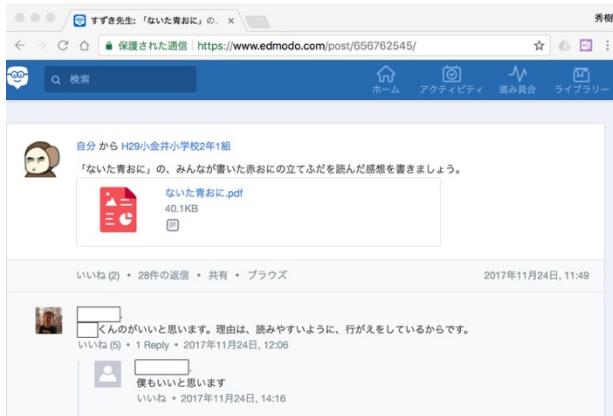 すずき先生: 「ないた青おに」の、
秀樹
保護された通信 https://www.edmodo.com/post/656762545/
検索
ホーム アクティビティ 進み具合 ライブラリー
自分 から H29小金井小学校2年1組
「ないた青おに」の、みんなが書いた赤おにの立てふだを読んだ感想を書きましょう。
ないた青おに.pdf
40.1KB
いいね (2) • 28件の返信 • 共有 • ブラウズ 2017年11月24日, 11:49
くんのがいいと思います。理由は、読みやすいように、行がえをしているからです。
いいね (5) • 1 Reply • 2017年11月24日, 12:06
僕もいいと思います
いいね • 2017年11月24日, 14:16